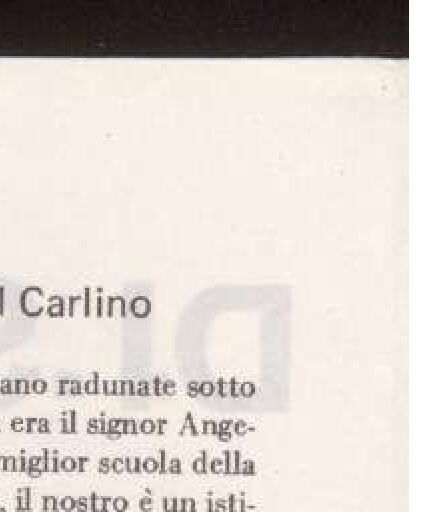 l Carlino
ano radunate sotto
era il signor Ange-
miglior scuola della
, il nostro è un isti-